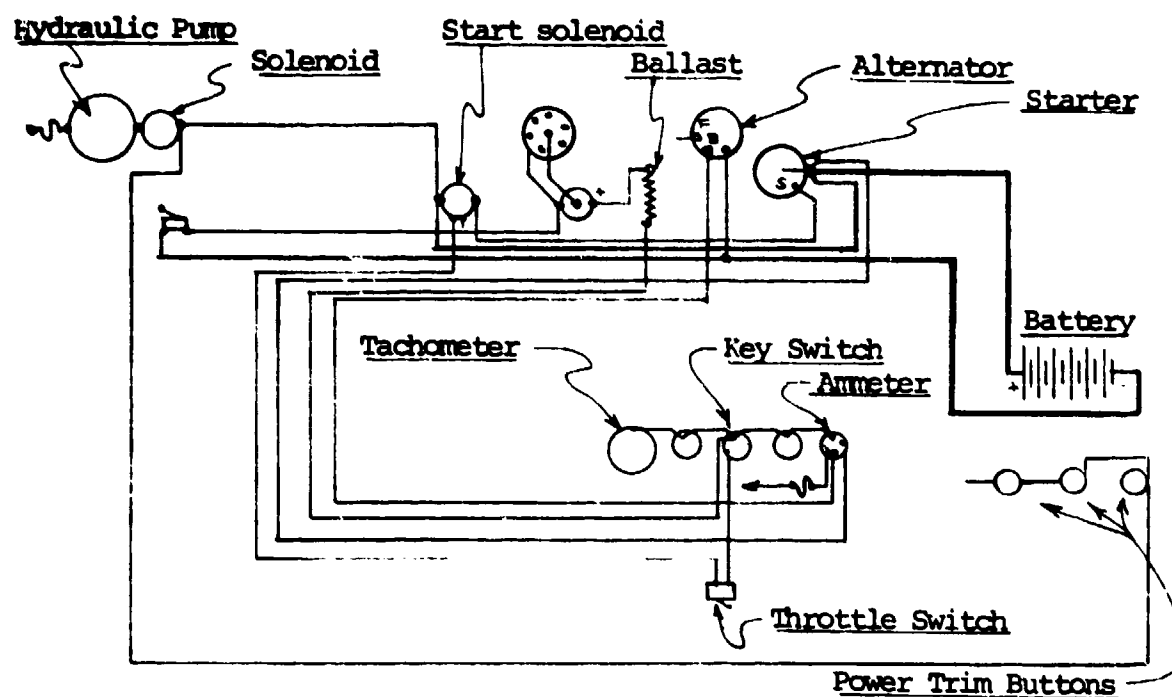 Hydraulic Pump
Start solenoid
Solenoid
Ballast
Alternator
Starter
F
+
S
Battery
+
Tachometer
Key Switch
Ammeter
Throttle Switch
Power Trim Buttons